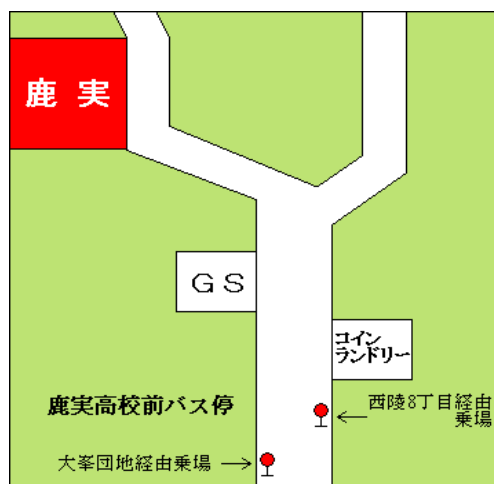 鹿実
GS
コイン
ランドリー
鹿実高校前バス停
西陵8丁目経由
乗場
大峯団地経由乗場